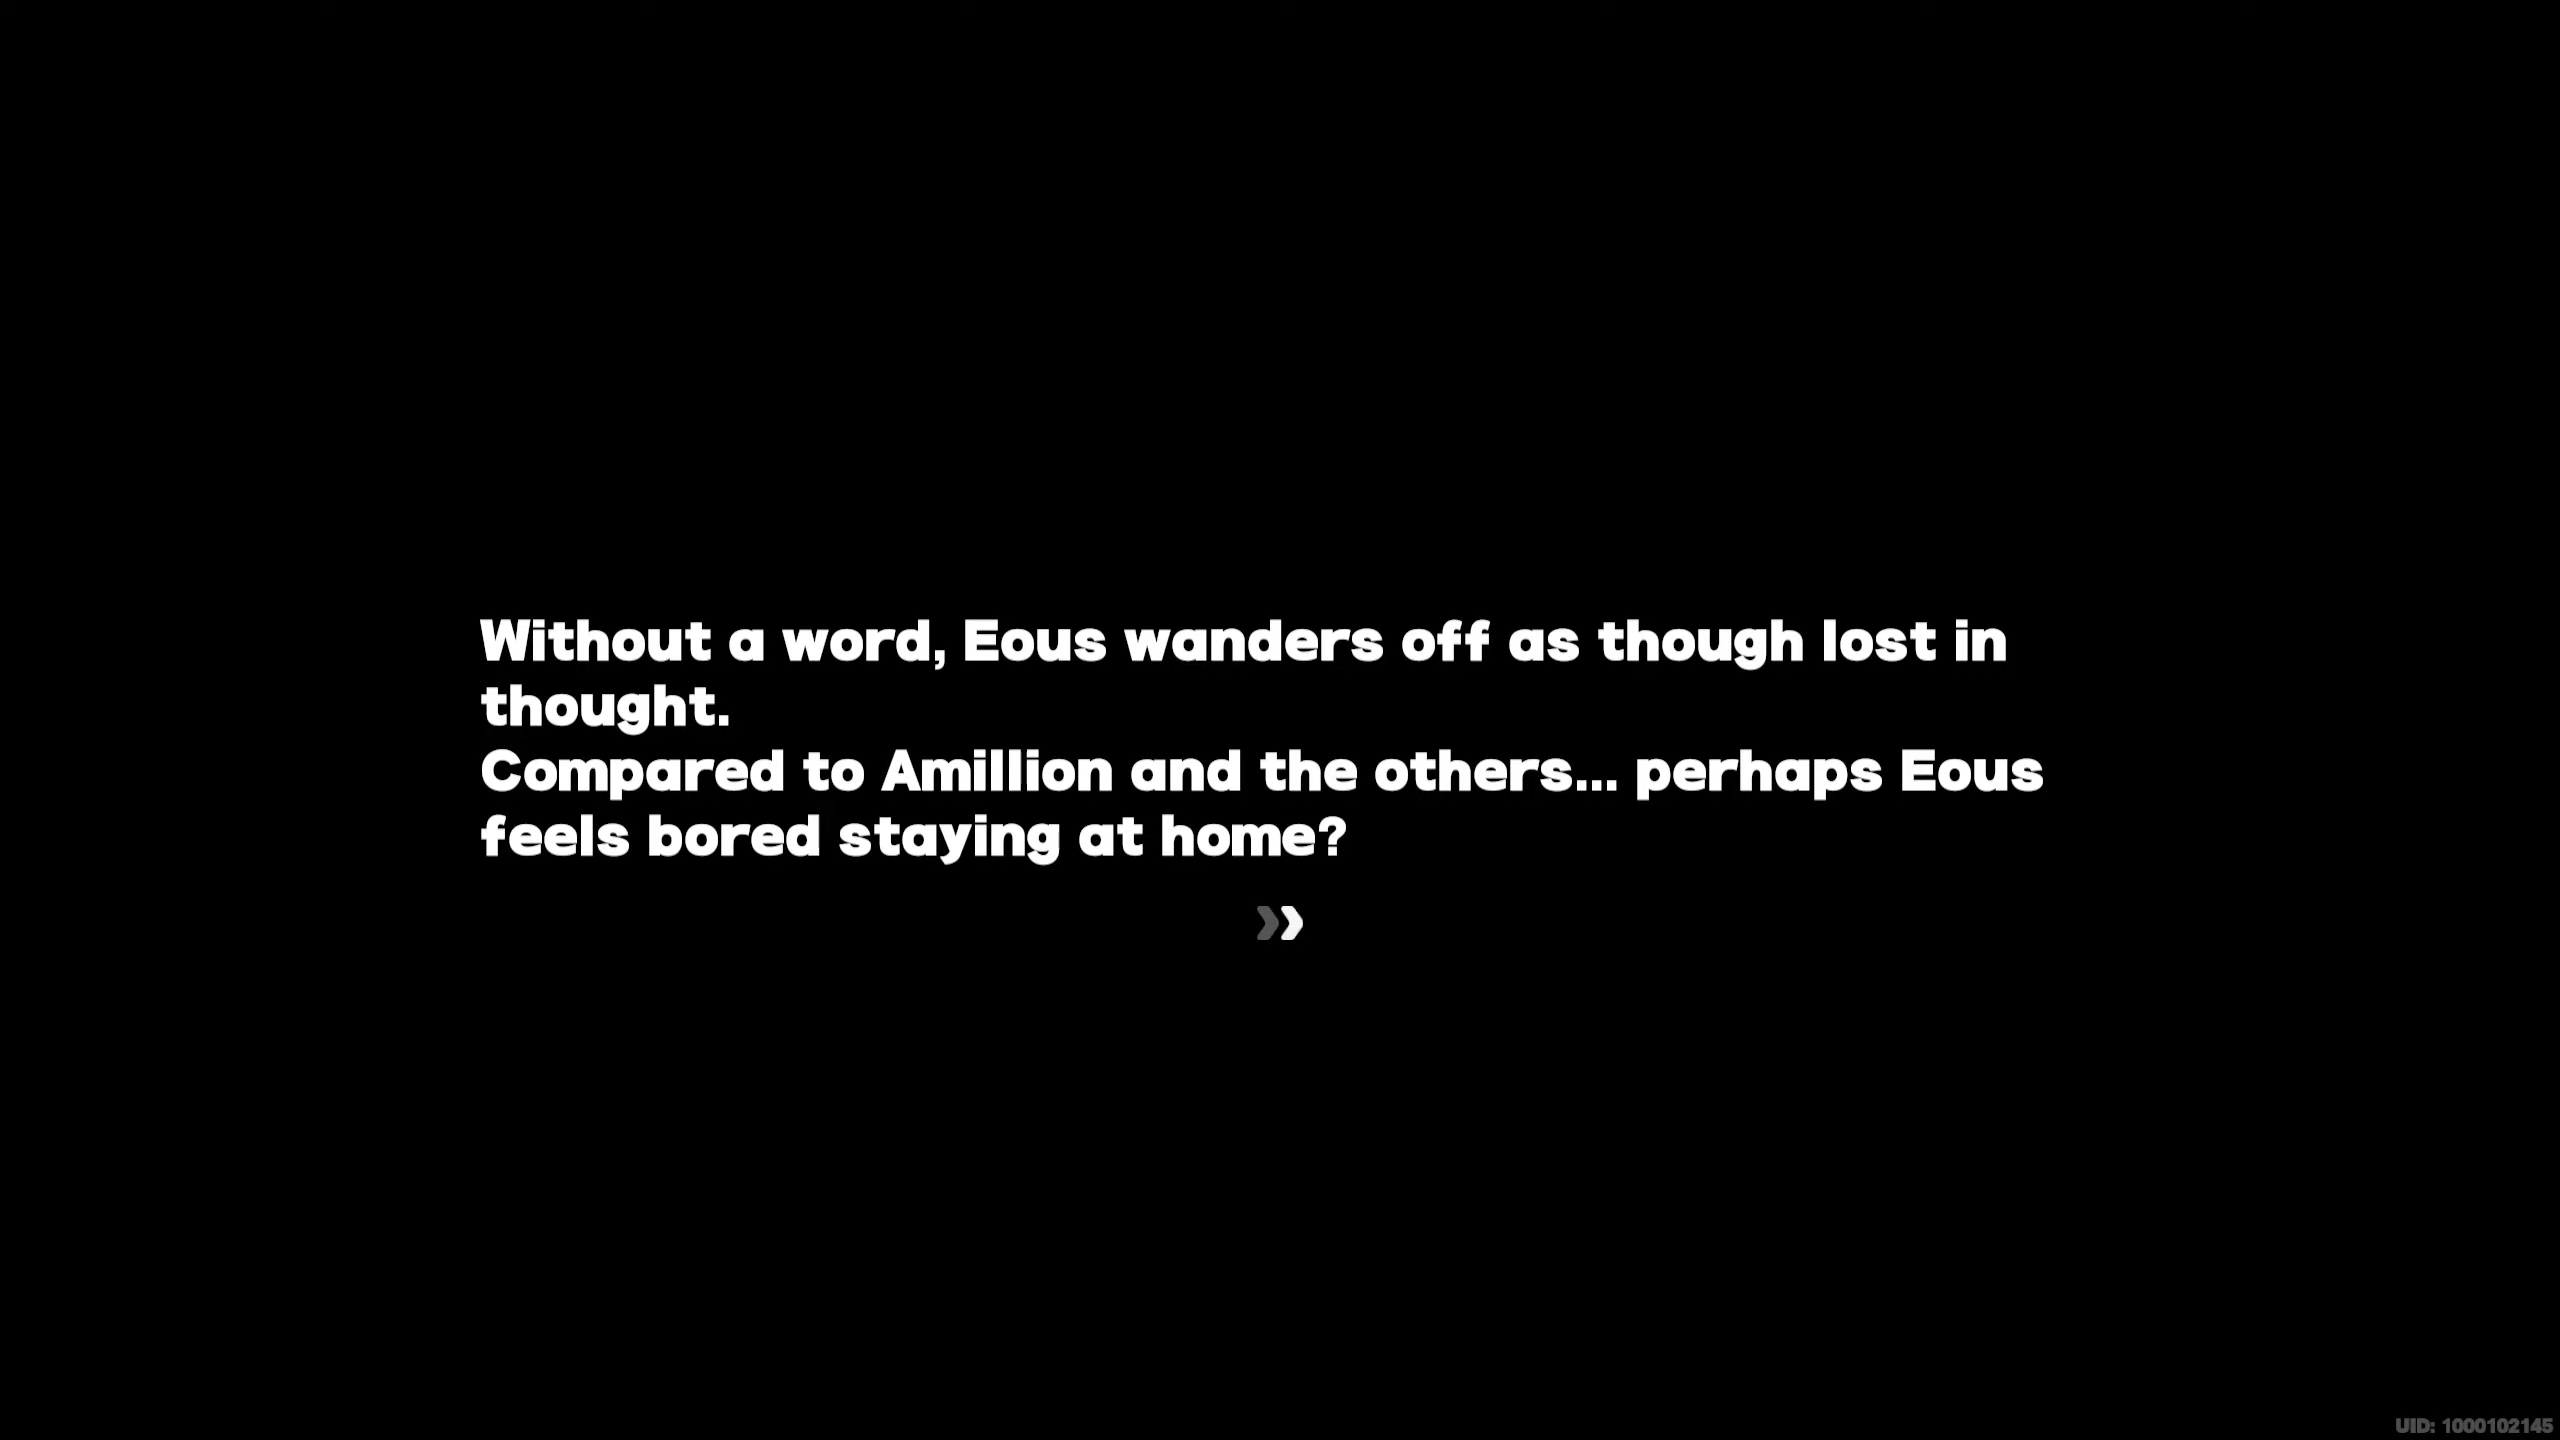 Without a word, Eous wanders off as though lost in
thought.
Compared to Amillion and the others... perhaps Eous
feels bored staying at home?
UID: 1000102145